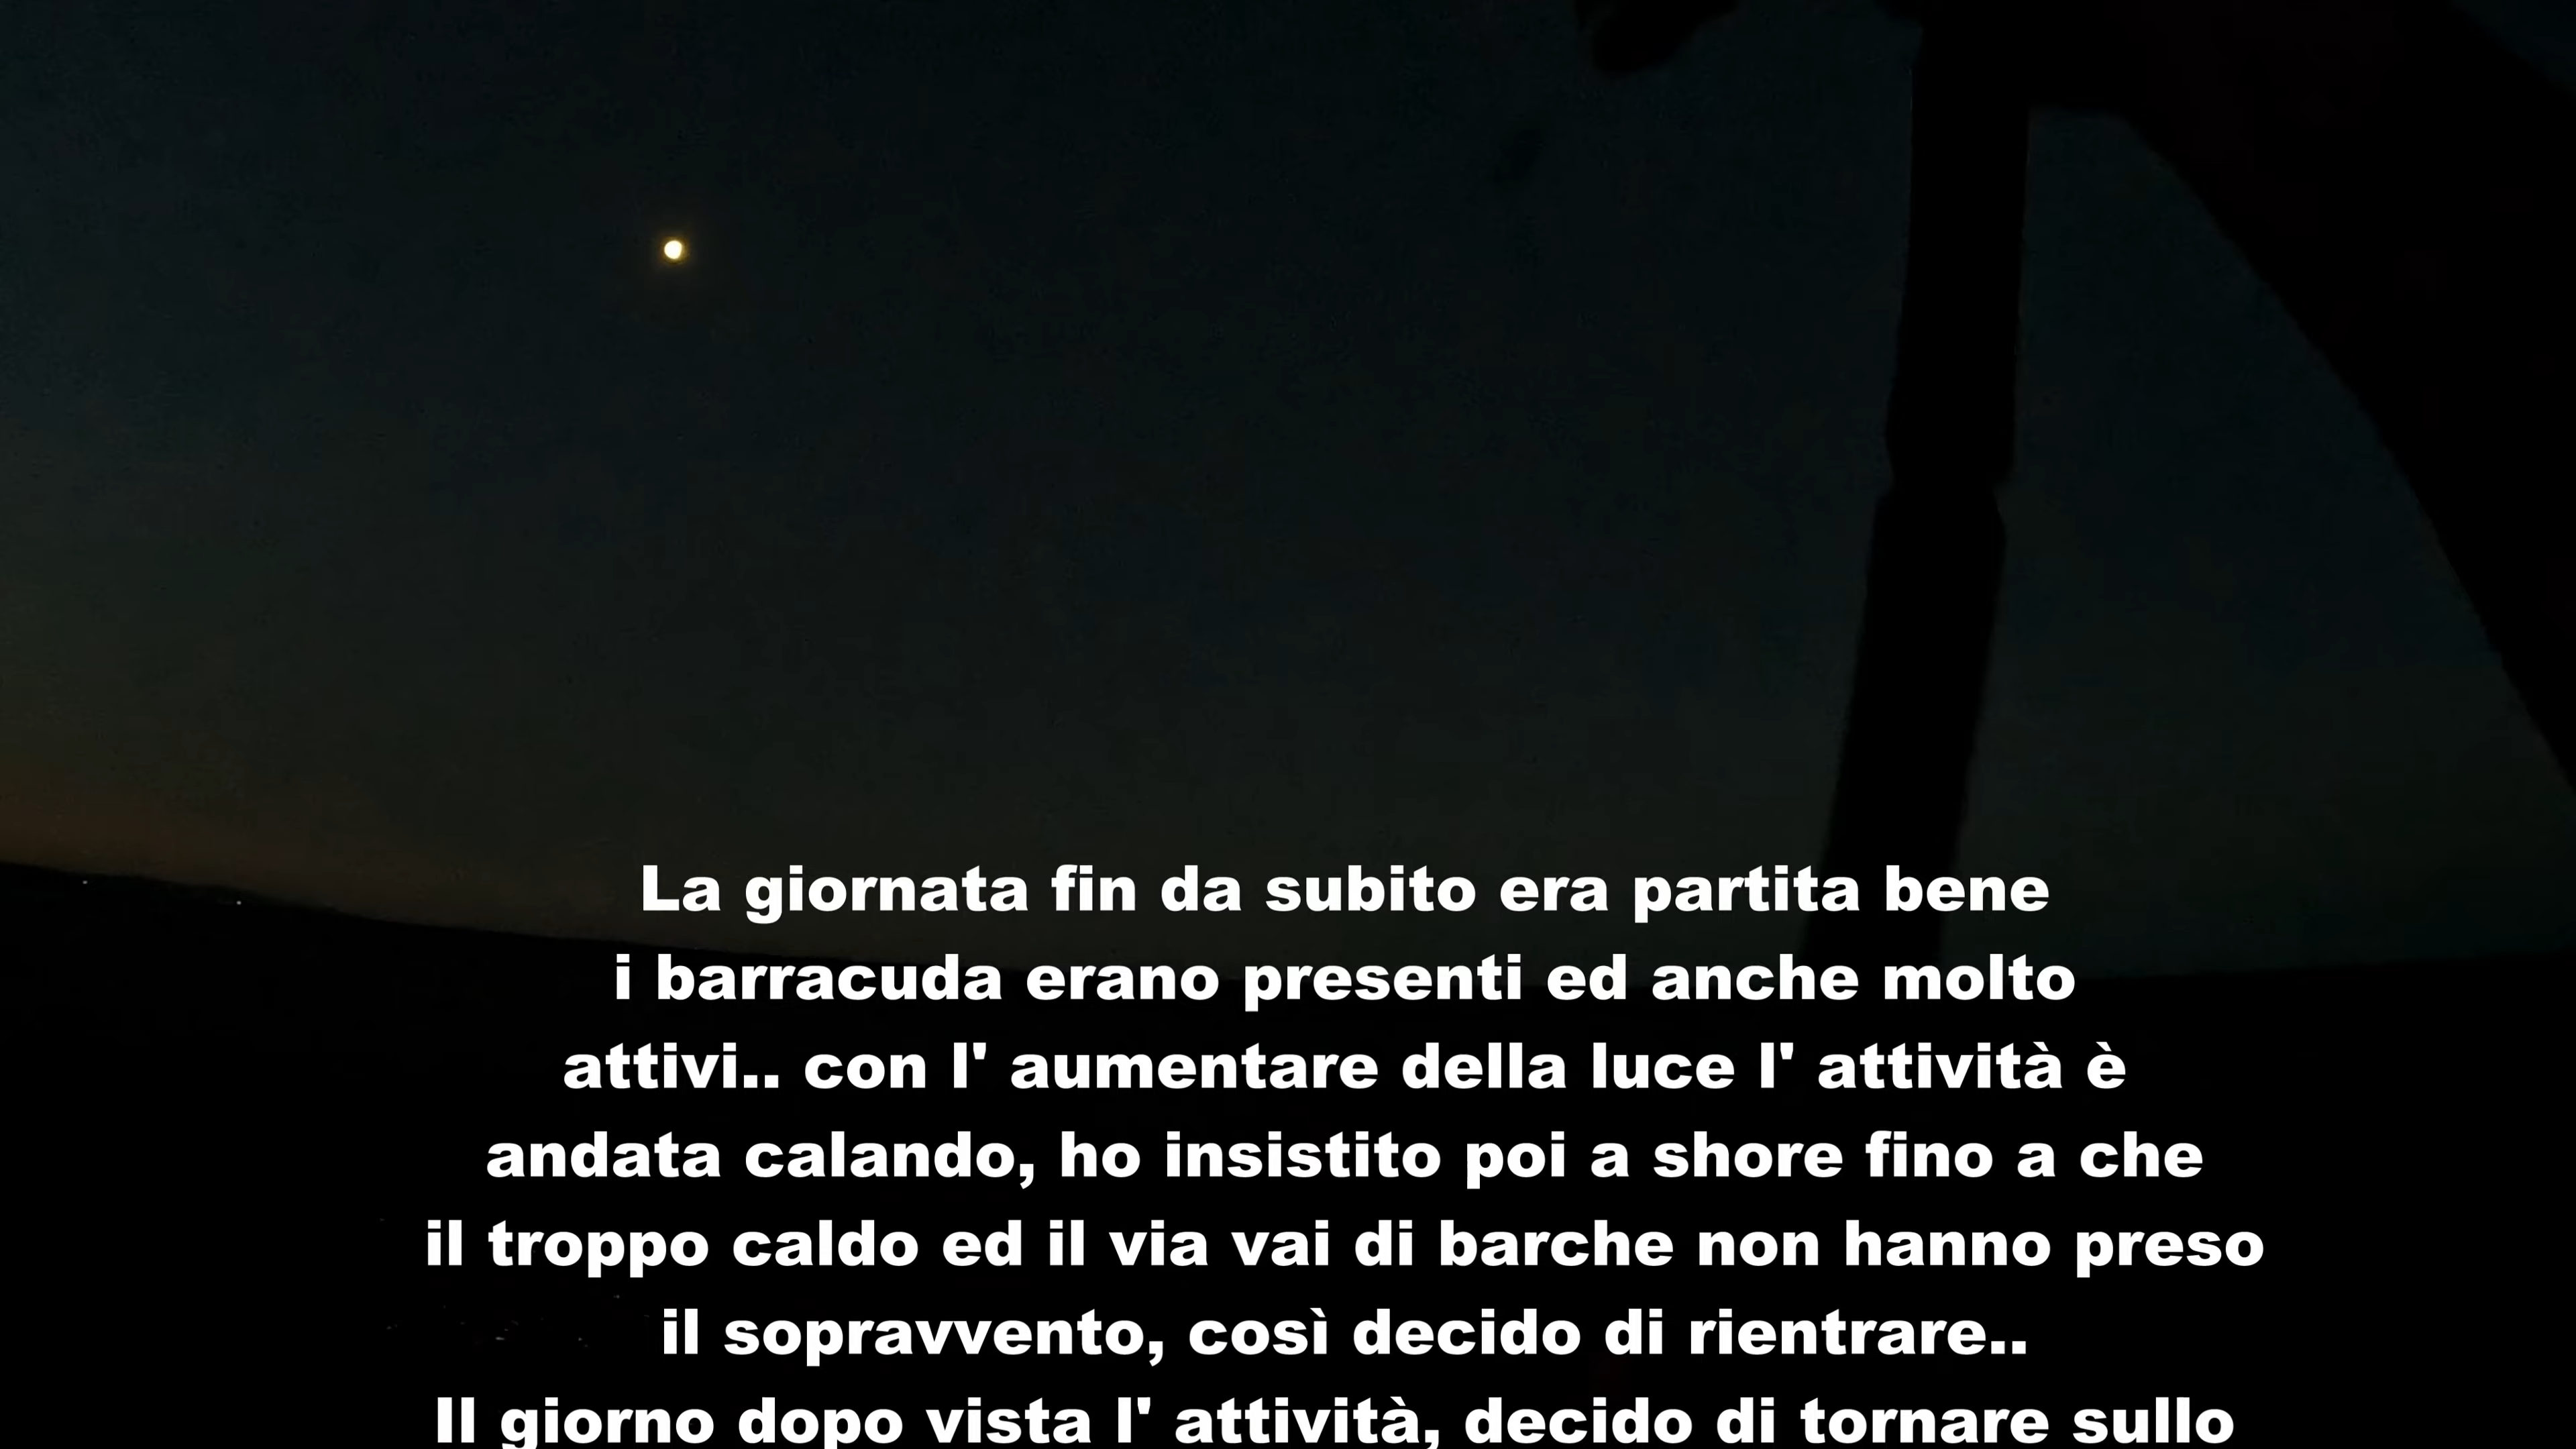 La giornata fin da subito era partita bene
i barracuda erano presenti ed anche molto
attivi.. con l' aumentare della luce l' attività è
andata calando, ho insistito poi a shore fino a che
il troppo caldo ed il via vai di barche non hanno preso
il sopravvento, così decido di rientrare..
Il giorno dopo vista l' attività, decido di tornare sullo